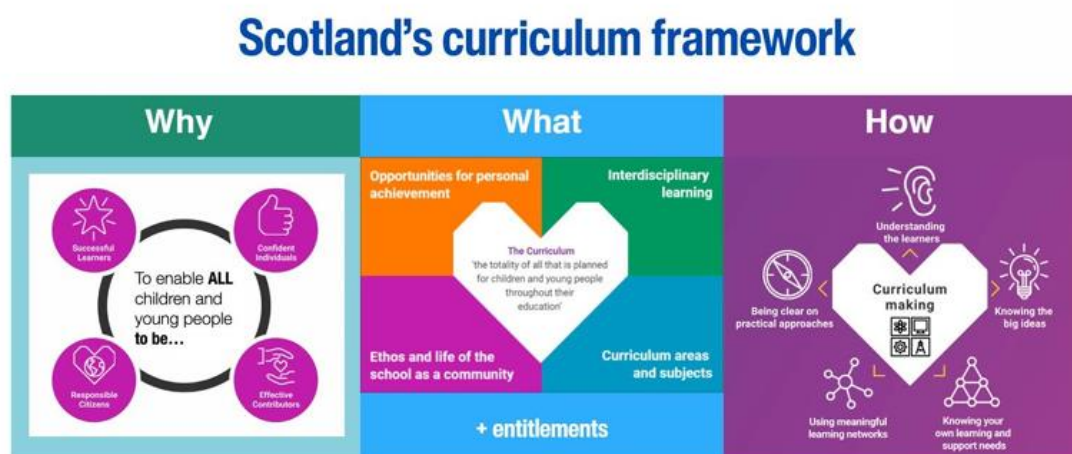 Scotland's curriculum framework
Why
Successful
Learners
Confident
Individuals
To enable ALL
children and
young people
to be...
Responsible
Citizens
Effective
Contributors
What
Opportunities for personal
achievement
Interdisciplinary
learning
The Curriculum
'the totality of all that is planned
for children and young people
throughout their
education'
Ethos and life of the
school as a community
Curriculum areas
and subjects
+ entitlements
How
Understanding
the learners
Being clear on
practical approaches
Curriculum
making
Knowing the
big ideas
Using meaningful
learning networks
Knowing your
own learning and
support needs